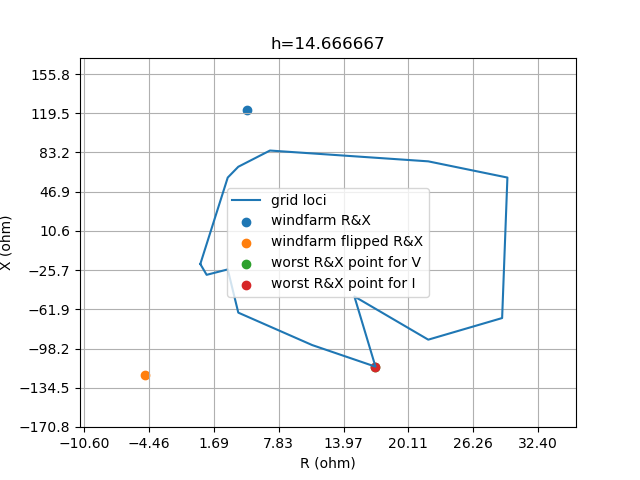 h=14.666667
155.8
119.5
83.2
46.9
10.6
−25.7
−61.9
−98.2
−134.5
−170.8
X (ohm)
grid loci
windfarm R&X
windfarm flipped R&X
worst R&X point for V
worst R&X point for I
−10.60 −4.46 1.69 7.83 13.97 20.11 26.26 32.40
R (ohm)